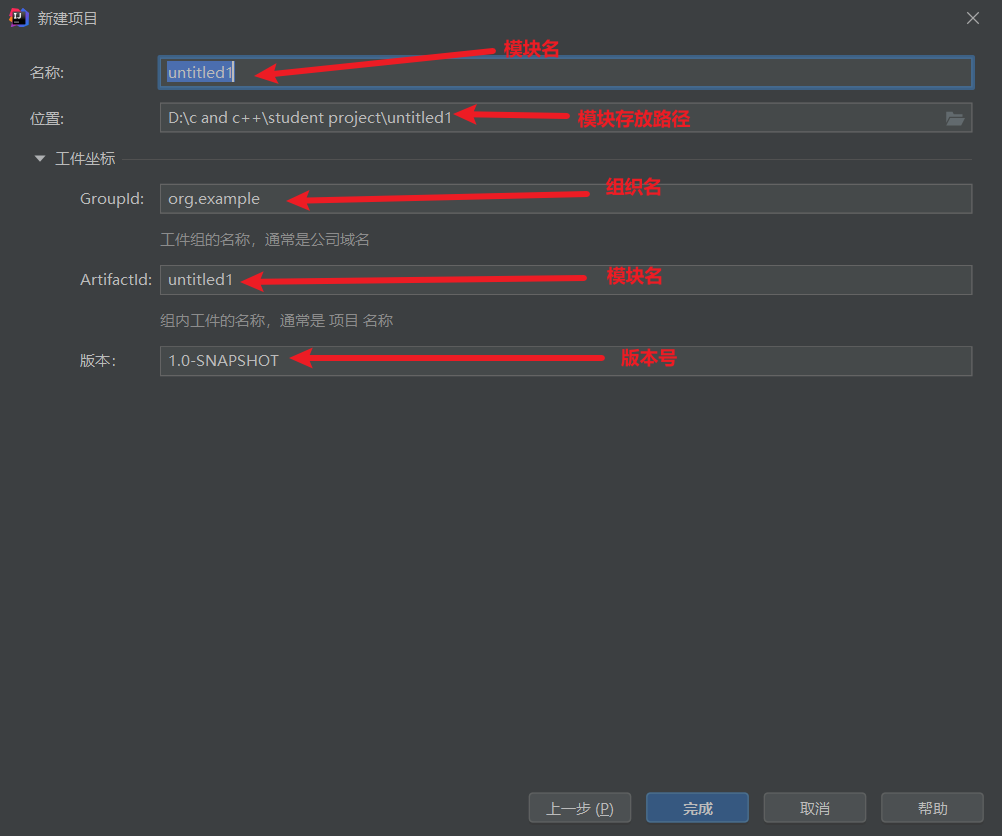 新建项目
模块名
名称: untitled1
位置: D:\c and c++\student project\untitled1 模块存放路径
工件坐标
GroupId: org.example 组织名
工件组的名称，通常是公司域名
ArtifactId: untitled1 模块名
组内工件的名称，通常是 项目 名称
版本: 1.0-SNAPSHOT 版本号
上一步 (P) 完成 取消 帮助